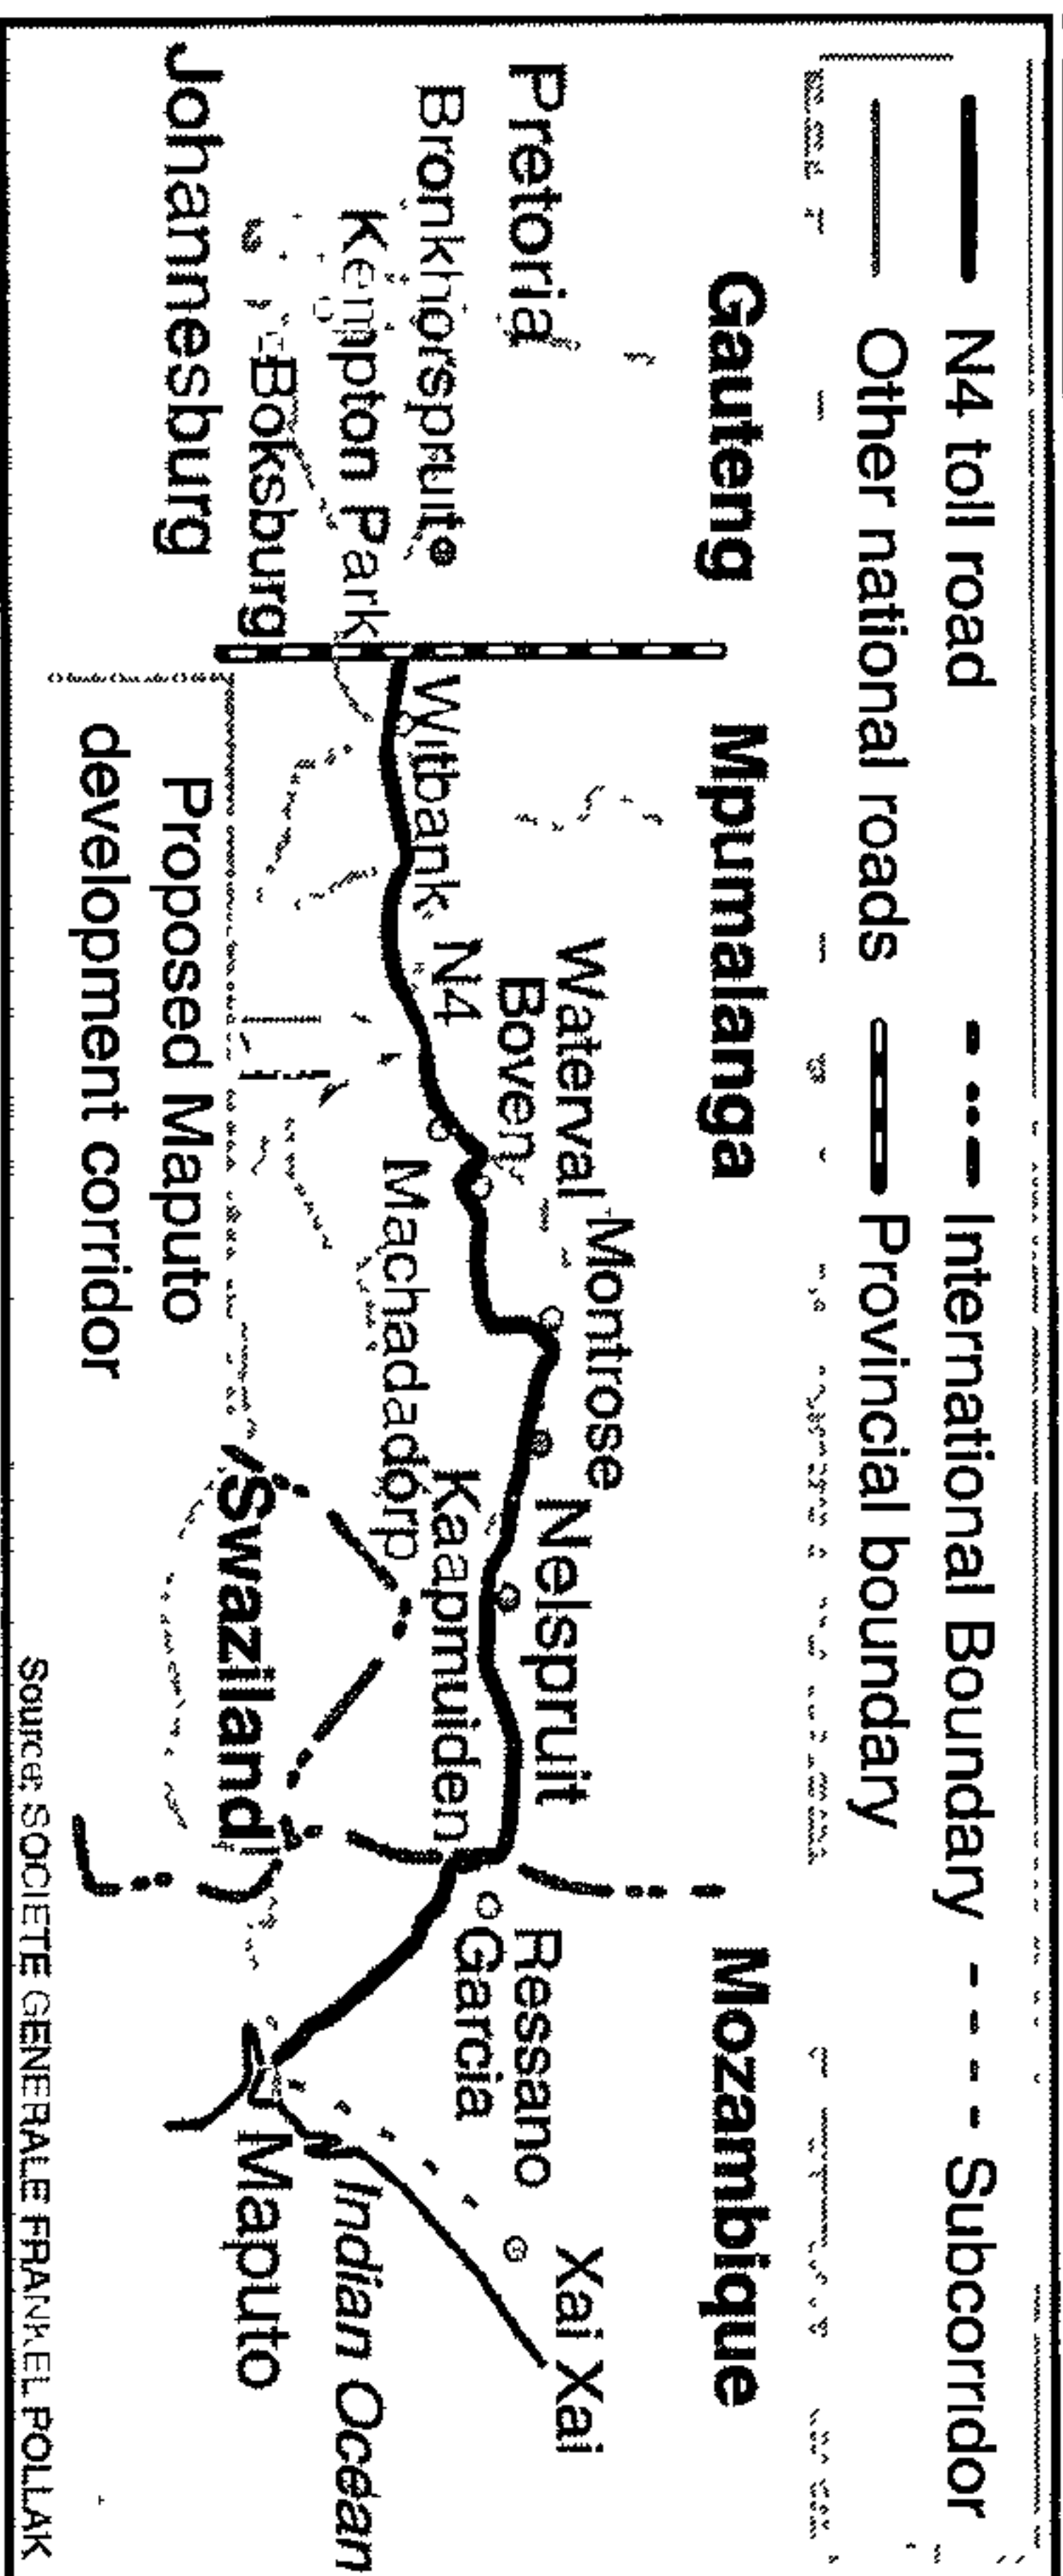 N4 toll road
International Boundary
Subcorridor
Other national roads
Provincial boundary
Gauteng
Mpumalanga
Mozambique
Pretoria
Bronkhorspruit
Kempton Park
Boksburg
Johannesburg
Witbank
N4
Waterval
Boven
Machadadorp
Montrose
Nelspruit
Kaapmuiden
Ressano
Garcia
Xai Xai
Indian Ocean
Maputo
Swaziland
Proposed Maputo
development corridor
Source: SOCIETE GENERALE FRANKEL POLLAK